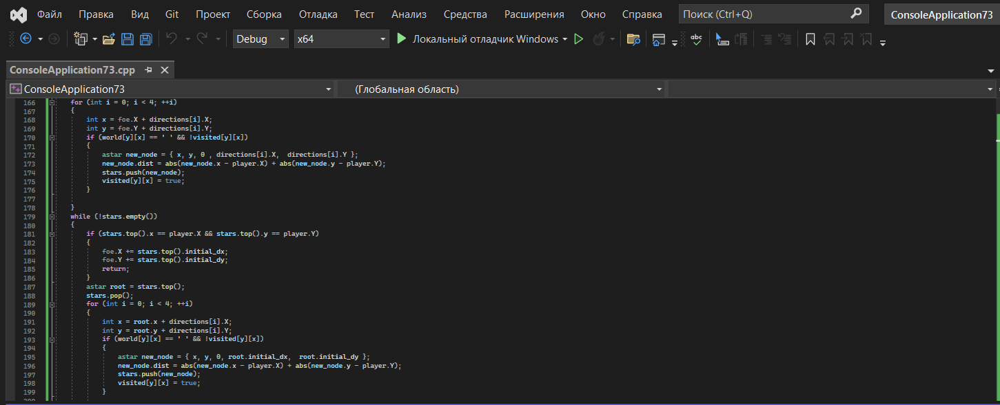 Файл Правка Вид Git Проект Сборка Отладка Тест Анализ Средства Расширения Окно Справка Поиск (Ctrl+Q) ConsoleApplication73
Debug x64 Локальный отладчик Windows abc
ConsoleApplication73.cpp
ConsoleApplication73 (Глобальная область)
166 for (int i = 0; i < 4; ++i)
167 {
168 int x = foe.X + directions[i].X;
169 int y = foe.Y + directions[i].Y;
170 if (world[y][x] == ' ' && !visited[y][x])
171 {
172 astar new_node = { x, y, 0 , directions[i].X,  directions[i].Y };
173 new_node.dist = abs(new_node.x - player.X) + abs(new_node.y - player.Y);
174 stars.push(new_node);
175 visited[y][x] = true;
176 }
177
178 }
179 while (!stars.empty())
180 {
181 if (stars.top().x == player.X && stars.top().y == player.Y)
182 {
183 foe.X += stars.top().initial_dx;
184 foe.Y += stars.top().initial_dy;
185 return;
186 }
187 astar root = stars.top();
188 stars.pop();
189 for (int i = 0; i < 4; ++i)
190 {
191 int x = root.x + directions[i].X;
192 int y = root.y + directions[i].Y;
193 if (world[y][x] == ' ' && !visited[y][x])
194 {
195 astar new_node = { x, y, 0, root.initial_dx,  root.initial_dy };
196 new_node.dist = abs(new_node.x - player.X) + abs(new_node.y - player.Y);
197 stars.push(new_node);
198 visited[y][x] = true;
199 }